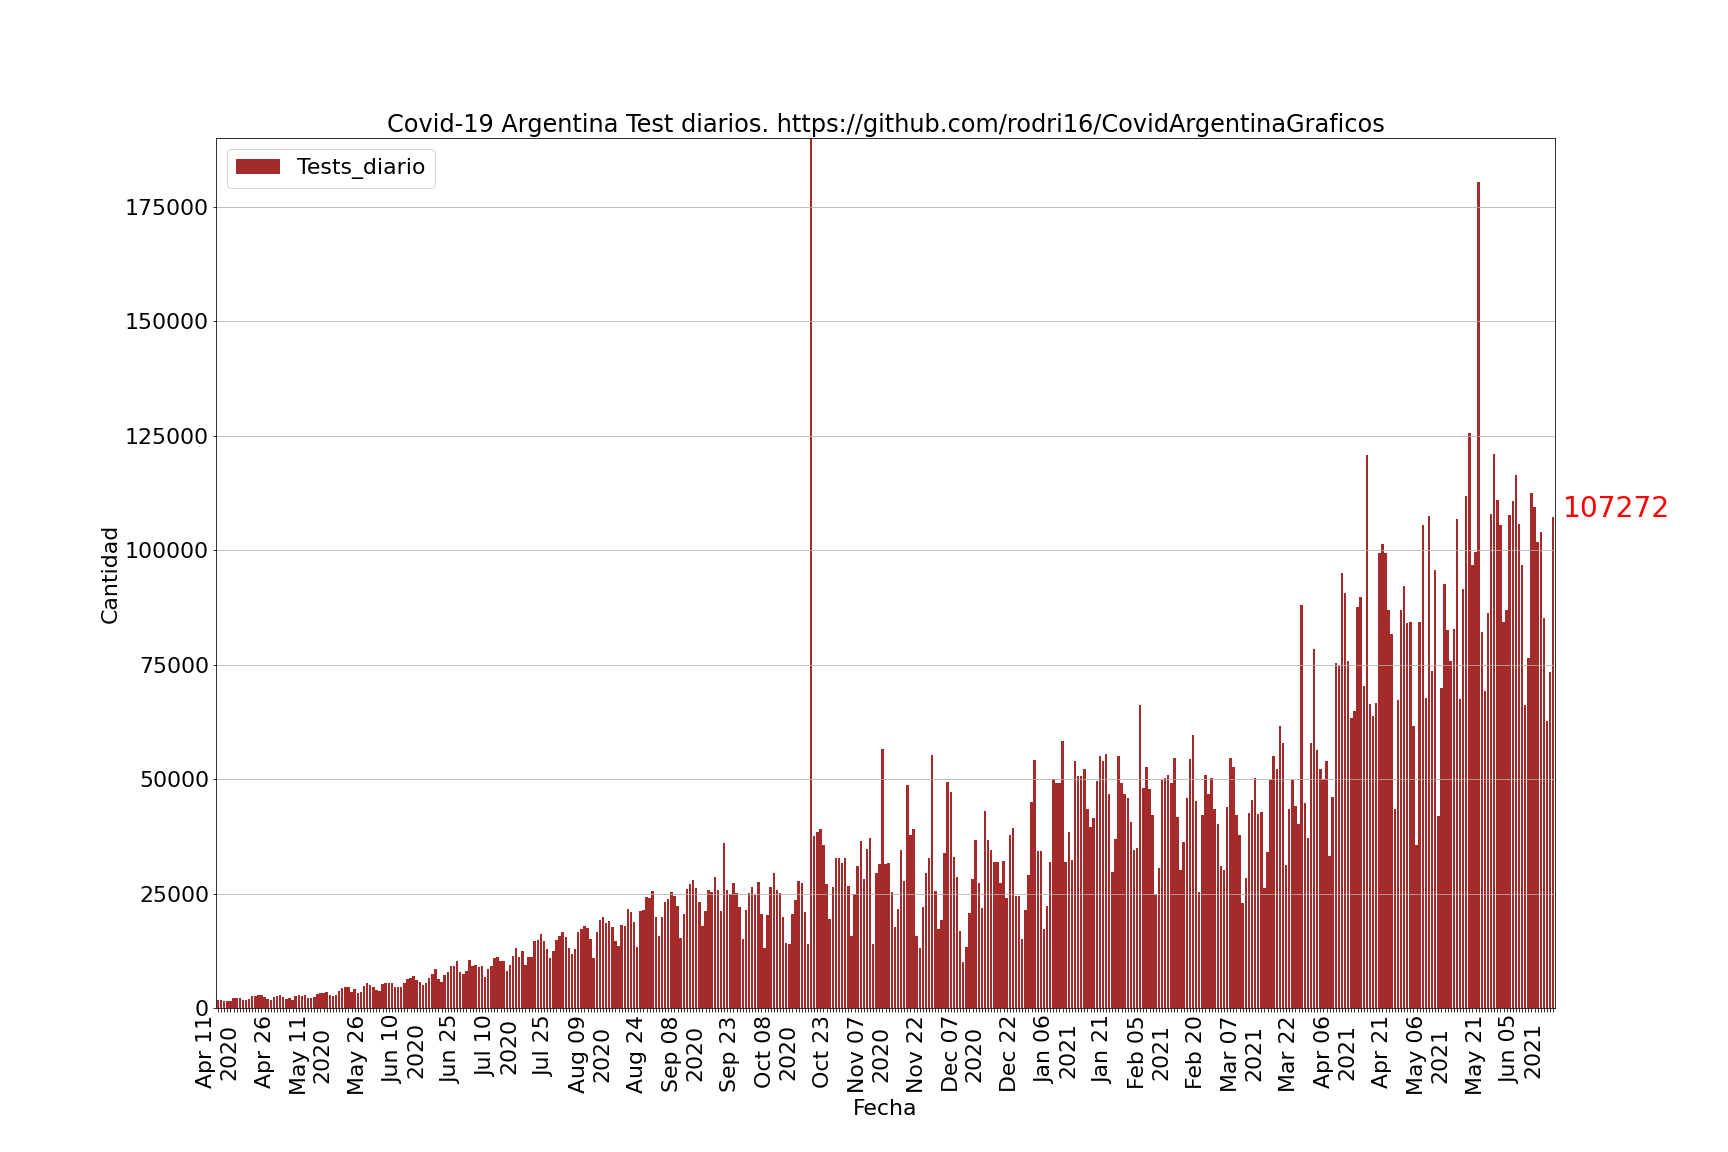 Covid-19 Argentina Test diarios. https://github.com/rodri16/CovidArgentinaGraficos
Tests_diario
175000
150000
125000
100000
75000
50000
25000
0
Cantidad
107272
Apr 11
2020
Apr 26
May 11
2020
May 26
Jun 10
2020
Jun 25
Jul 10
2020
Jul 25
Aug 09
2020
Aug 24
Sep 08
2020
Sep 23
Oct 08
2020
Oct 23
Nov 07
2020
Nov 22
Dec 07
2020
Dec 22
Jan 06
2021
Jan 21
Feb 05
2021
Feb 20
Mar 07
2021
Mar 22
Apr 06
2021
Apr 21
May 06
2021
May 21
Jun 05
2021
Fecha